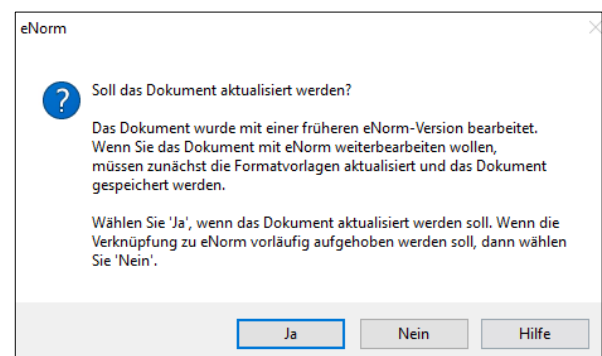 eNorm
Soll das Dokument aktualisiert werden?
Das Dokument wurde mit einer früheren eNorm-Version bearbeitet.
Wenn Sie das Dokument mit eNorm weiterbearbeiten wollen,
müssen zunächst die Formatvorlagen aktualisiert und das Dokument
gespeichert werden.
Wählen Sie 'Ja', wenn das Dokument aktualisiert werden soll. Wenn die
Verknüpfung zu eNorm vorläufig aufgehoben werden soll, dann wählen
Sie 'Nein'.
Ja Nein Hilfe